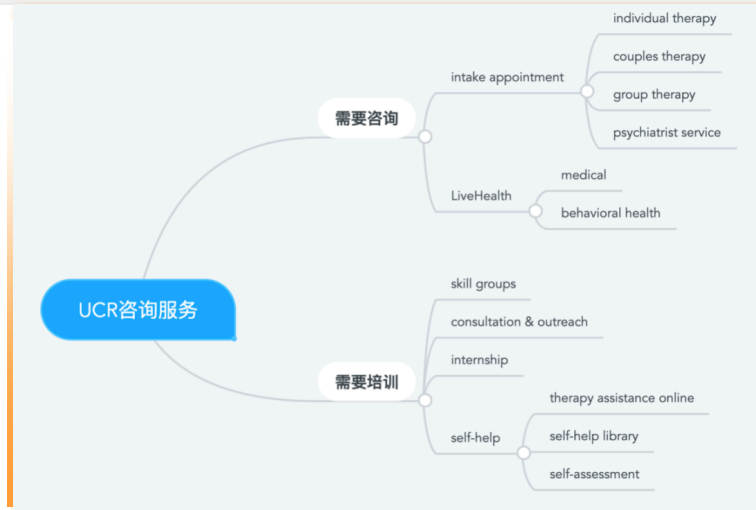 UCR咨询服务
需要咨询
intake appointment
individual therapy
couples therapy
group therapy
psychiatrist service
LiveHealth
medical
behavioral health
需要培训
skill groups
consultation & outreach
internship
self-help
therapy assistance online
self-help library
self-assessment